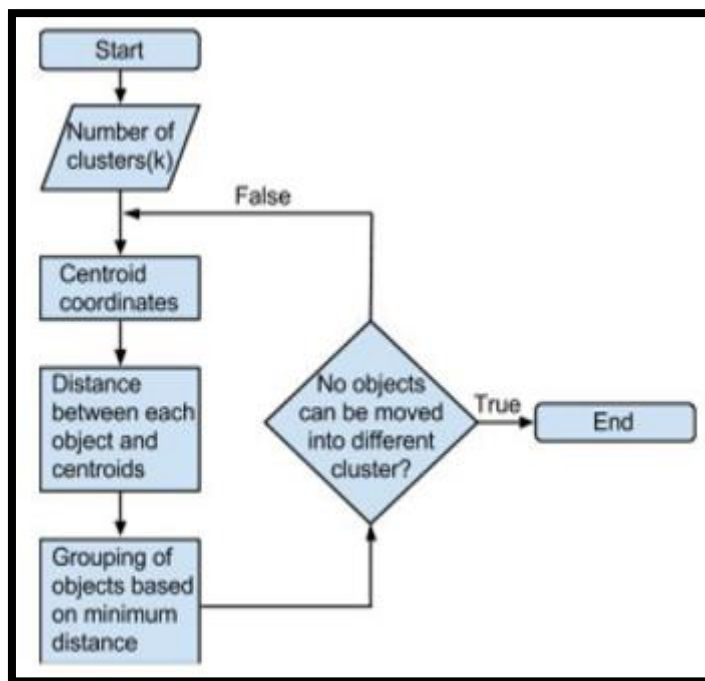 Start
Number of
clusters(k)
False
Centroid
coordinates
Distance
between each
object and
centroids
No objects
can be moved
into different
cluster?
True
End
Grouping of
objects based
on minimum
distance